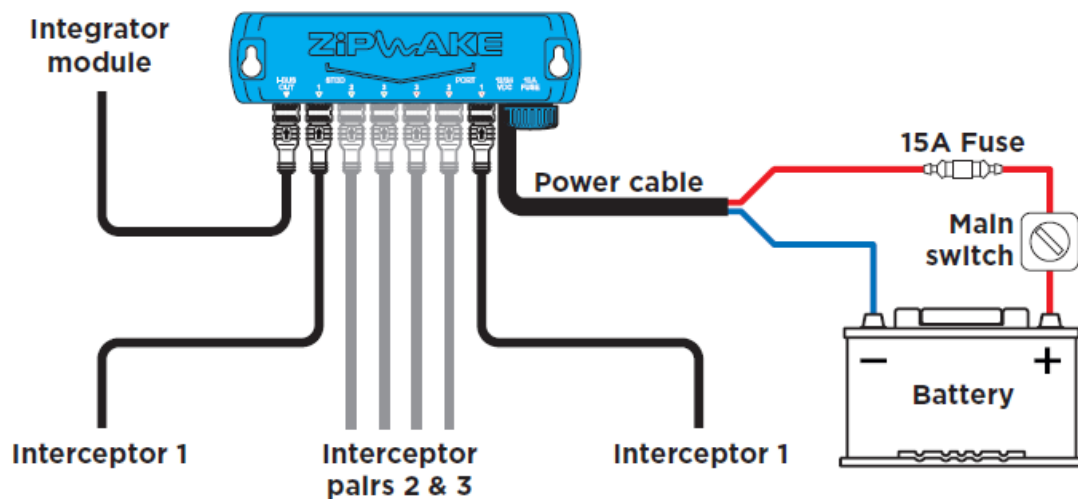 Integrator
module
ZIPWAKE
I-BUS
OUT
STBD
1
2
3
3
2
PORT
1
12/24
VDC
15A
FUSE
15A Fuse
Power cable
Main
switch
− +
Battery
Interceptor 1
Interceptor
pairs 2 & 3
Interceptor 1